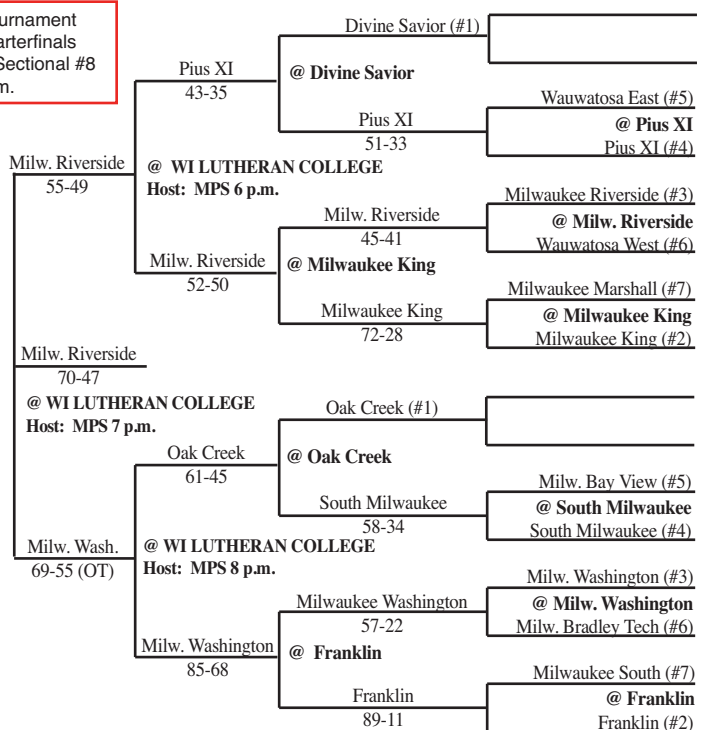 urnament
arterfinals
Sectional #8
m.
Divine Savior (#1)
Pius XI
43-35
@ Divine Savior
Wauwatosa East (#5)
@ Pius XI
Pius XI (#4)
Pius XI
51-33
Milw. Riverside
55-49
@ WI LUTHERAN COLLEGE
Host: MPS 6 p.m.
Milwaukee Riverside (#3)
@ Milw. Riverside
Wauwatosa West (#6)
Milw. Riverside
45-41
Milw. Riverside
52-50
@ Milwaukee King
Milwaukee Marshall (#7)
@ Milwaukee King
Milwaukee King (#2)
Milwaukee King
72-28
Milw. Riverside
70-47
@ WI LUTHERAN COLLEGE
Host: MPS 7 p.m.
Oak Creek (#1)
Oak Creek
61-45
@ Oak Creek
Milw. Bay View (#5)
@ South Milwaukee
South Milwaukee (#4)
South Milwaukee
58-34
Milw. Wash.
69-55 (OT)
@ WI LUTHERAN COLLEGE
Host: MPS 8 p.m.
Milw. Washington (#3)
@ Milw. Washington
Milw. Bradley Tech (#6)
Milwaukee Washington
57-22
Milw. Washington
85-68
@ Franklin
Milwaukee South (#7)
@ Franklin
Franklin (#2)
Franklin
89-11